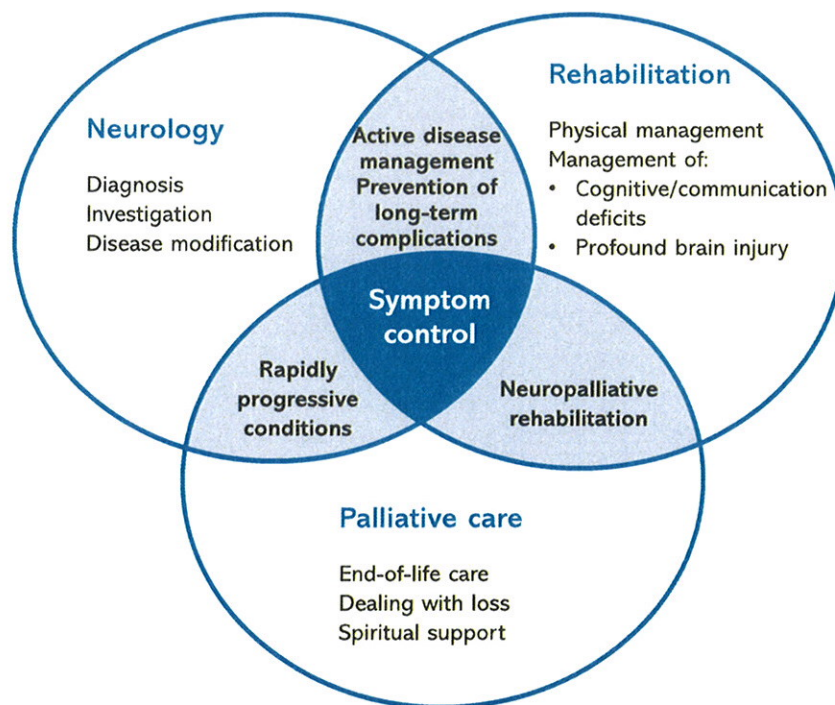 Neurology
Diagnosis
Investigation
Disease modification
Active disease
management
Prevention of
long-term
complications
Rehabilitation
Physical management
Management of:
• Cognitive/communication
deficits
• Profound brain injury
Symptom
control
Rapidly
progressive
conditions
Neuropalliative
rehabilitation
Palliative care
End-of-life care
Dealing with loss
Spiritual support